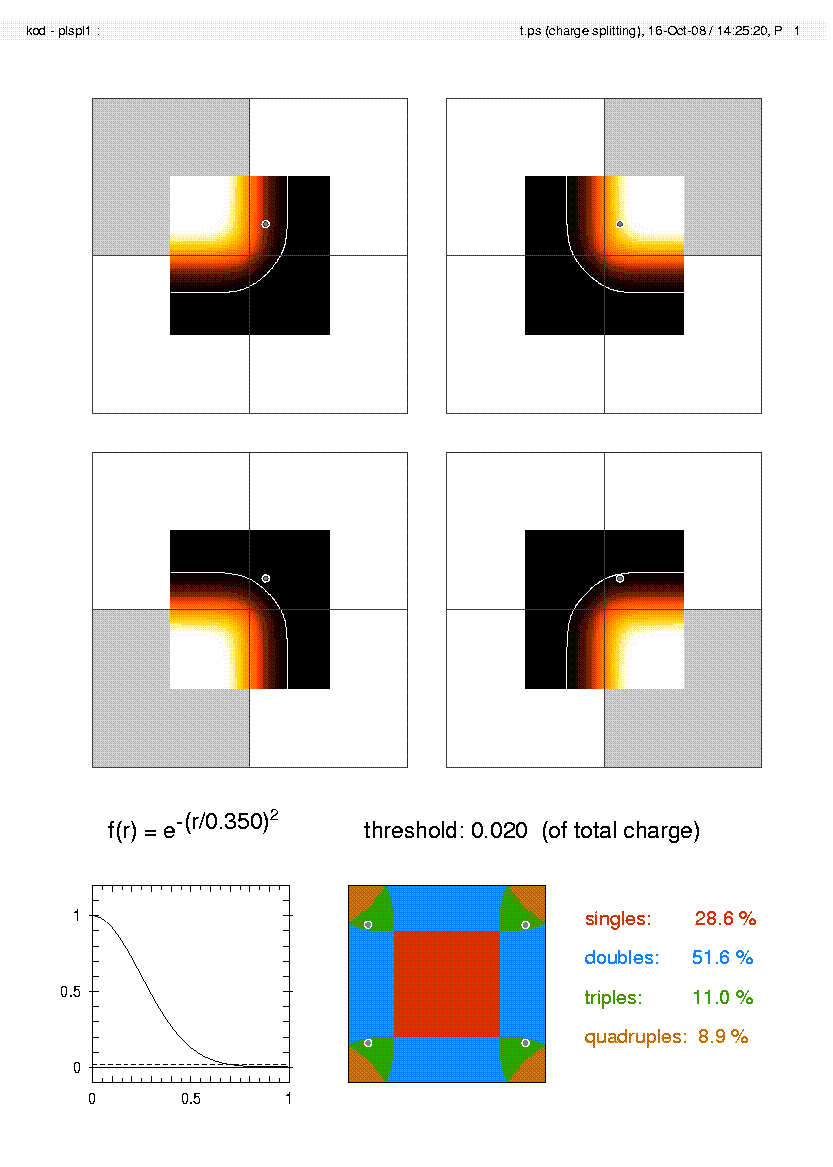 kod - plspl1 :
t.ps (charge splitting), 16-Oct-08 / 14:25:20, P 1
f(r) = e-(r/0.350)2
threshold: 0.020 (of total charge)
1
0.5
0
0 0.5 1
singles: 28.6 %
doubles: 51.6 %
triples: 11.0 %
quadruples: 8.9 %